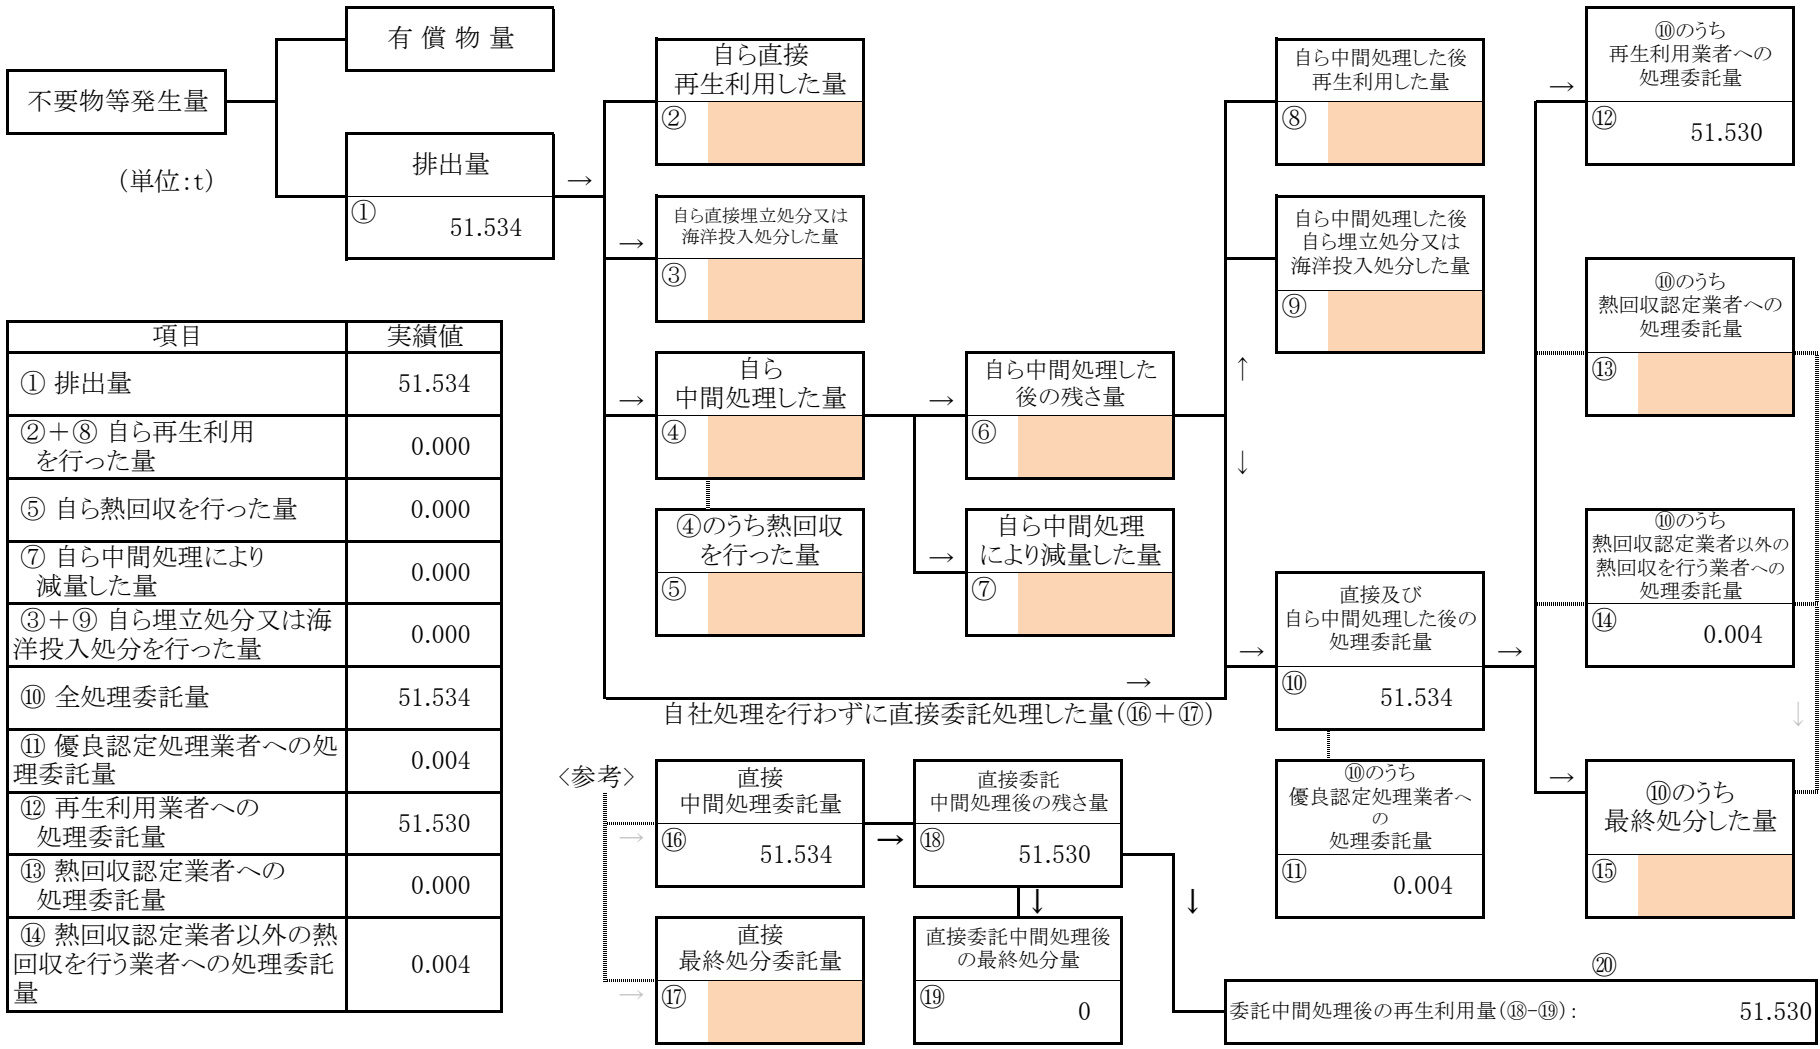 不要物等発生量
(単位:t)
有償物量
排出量
①
51.534
→
自ら直接
再生利用した量
②
→
自ら直接埋立処分又は
海洋投入処分した量
③
→
自ら
中間処理した量
④
④のうち熱回収
を行った量
⑤
→
自ら中間処理した
後の残さ量
⑥
→
自ら中間処理
により減量した量
⑦
↑
↓
自ら中間処理した後
再生利用した量
⑧
自ら中間処理した後
自ら埋立処分又は
海洋投入処分した量
⑨
→
自社処理を行わずに直接委託処理した量(⑯+⑰)
→
直接及び
自ら中間処理した後の
処理委託量
⑩
51.534
⑩のうち
優良認定処理業者へ
の
処理委託量
⑪
0.004
→
→
⑩のうち
再生利用業者への
処理委託量
⑫
51.530
⑩のうち
熱回収認定業者への
処理委託量
⑬
⑩のうち
熱回収認定業者以外の
熱回収を行う業者への
処理委託量
⑭
0.004
↓
→
⑩のうち
最終処分した量
⑮
項目
実績値
① 排出量
51.534
②+⑧ 自ら再生利用
を行った量
0.000
⑤ 自ら熱回収を行った量
0.000
⑦ 自ら中間処理により
減量した量
0.000
③+⑨ 自ら埋立処分又は海
洋投入処分を行った量
0.000
⑩ 全処理委託量
51.534
⑪ 優良認定処理業者への処
理委託量
0.004
⑫ 再生利用業者への
処理委託量
51.530
⑬ 熱回収認定業者への
処理委託量
0.000
⑭ 熱回収認定業者以外の熱
回収を行う業者への処理委託
量
0.004
<参考>
→
直接
中間処理委託量
⑯
51.534
→
直接委託
中間処理後の残さ量
⑱
51.530
↓
↓
→
直接
最終処分委託量
⑰
直接委託中間処理後
の最終処分量
⑲
0
⑳
委託中間処理後の再生利用量(⑱-⑲):
51.530